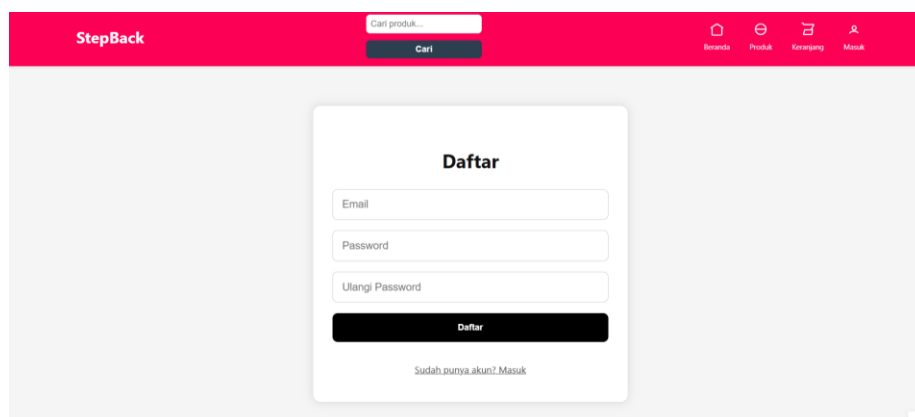 StepBack
Cari produk...
Cari
Beranda
Produk
Keranjang
Masuk
Daftar
Email
Password
Ulangi Password
Daftar
Sudah punya akun? Masuk